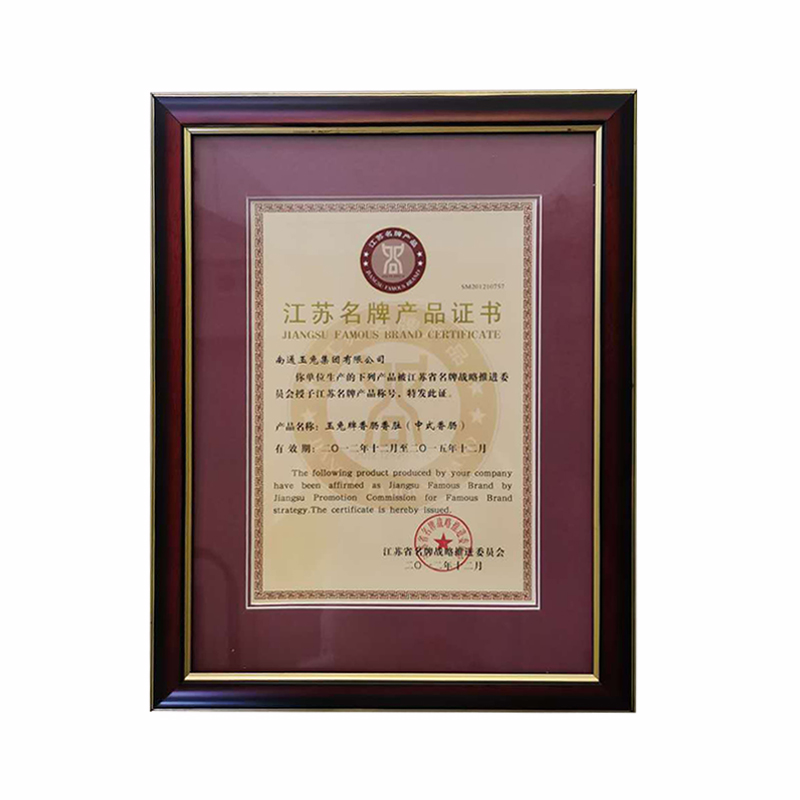 江苏名牌产品
JIANGSU FAMOUS BRAND
SM201210757
江苏名牌产品证书
JIANGSU FAMOUS BRAND CERTIFICATE
南通玉兔集团有限公司
你单位生产的下列产品被江苏省名牌战略推进委
员会授予江苏名牌产品称号，特发此证。
产品名称：玉兔牌香肠香肚（中式香肠）
有效期：二〇一二年十二月至二〇一五年十二月
The following product produced by your company
have been affirmed as Jiangsu Famous Brand by
Jiangsu Promotion Commission for Famous Brand
strategy.The certificate is hereby issued.
江苏省名牌战略推进委员会
二〇一二年十二月